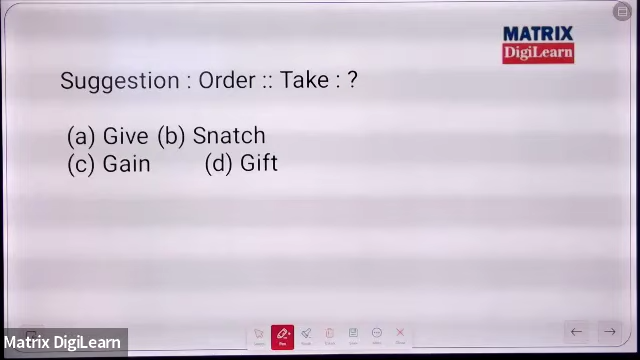 MATRIX
DigiLearn
Suggestion : Order :: Take : ?
(a) Give (b) Snatch
(c) Gain (d) Gift
Matrix DigiLearn